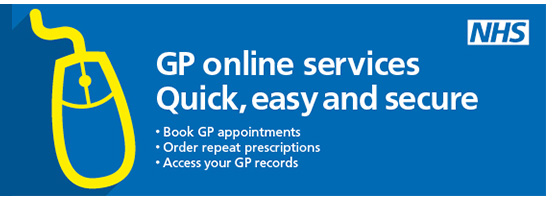 NHS
GP online services
Quick, easy and secure
• Book GP appointments
• Order repeat prescriptions
• Access your GP records